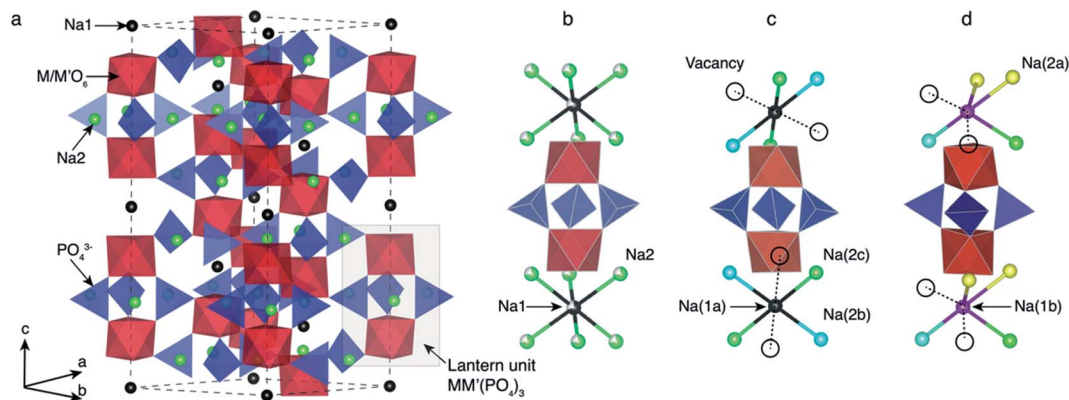 a
Na1
M/M'O6
Na2
PO4 3-
c
a
b
Lantern unit
MM'(PO4)3
b
Na2
Na1
c
Vacancy
Na(2c)
Na(1a)
Na(2b)
d
Na(2a)
Na(1b)